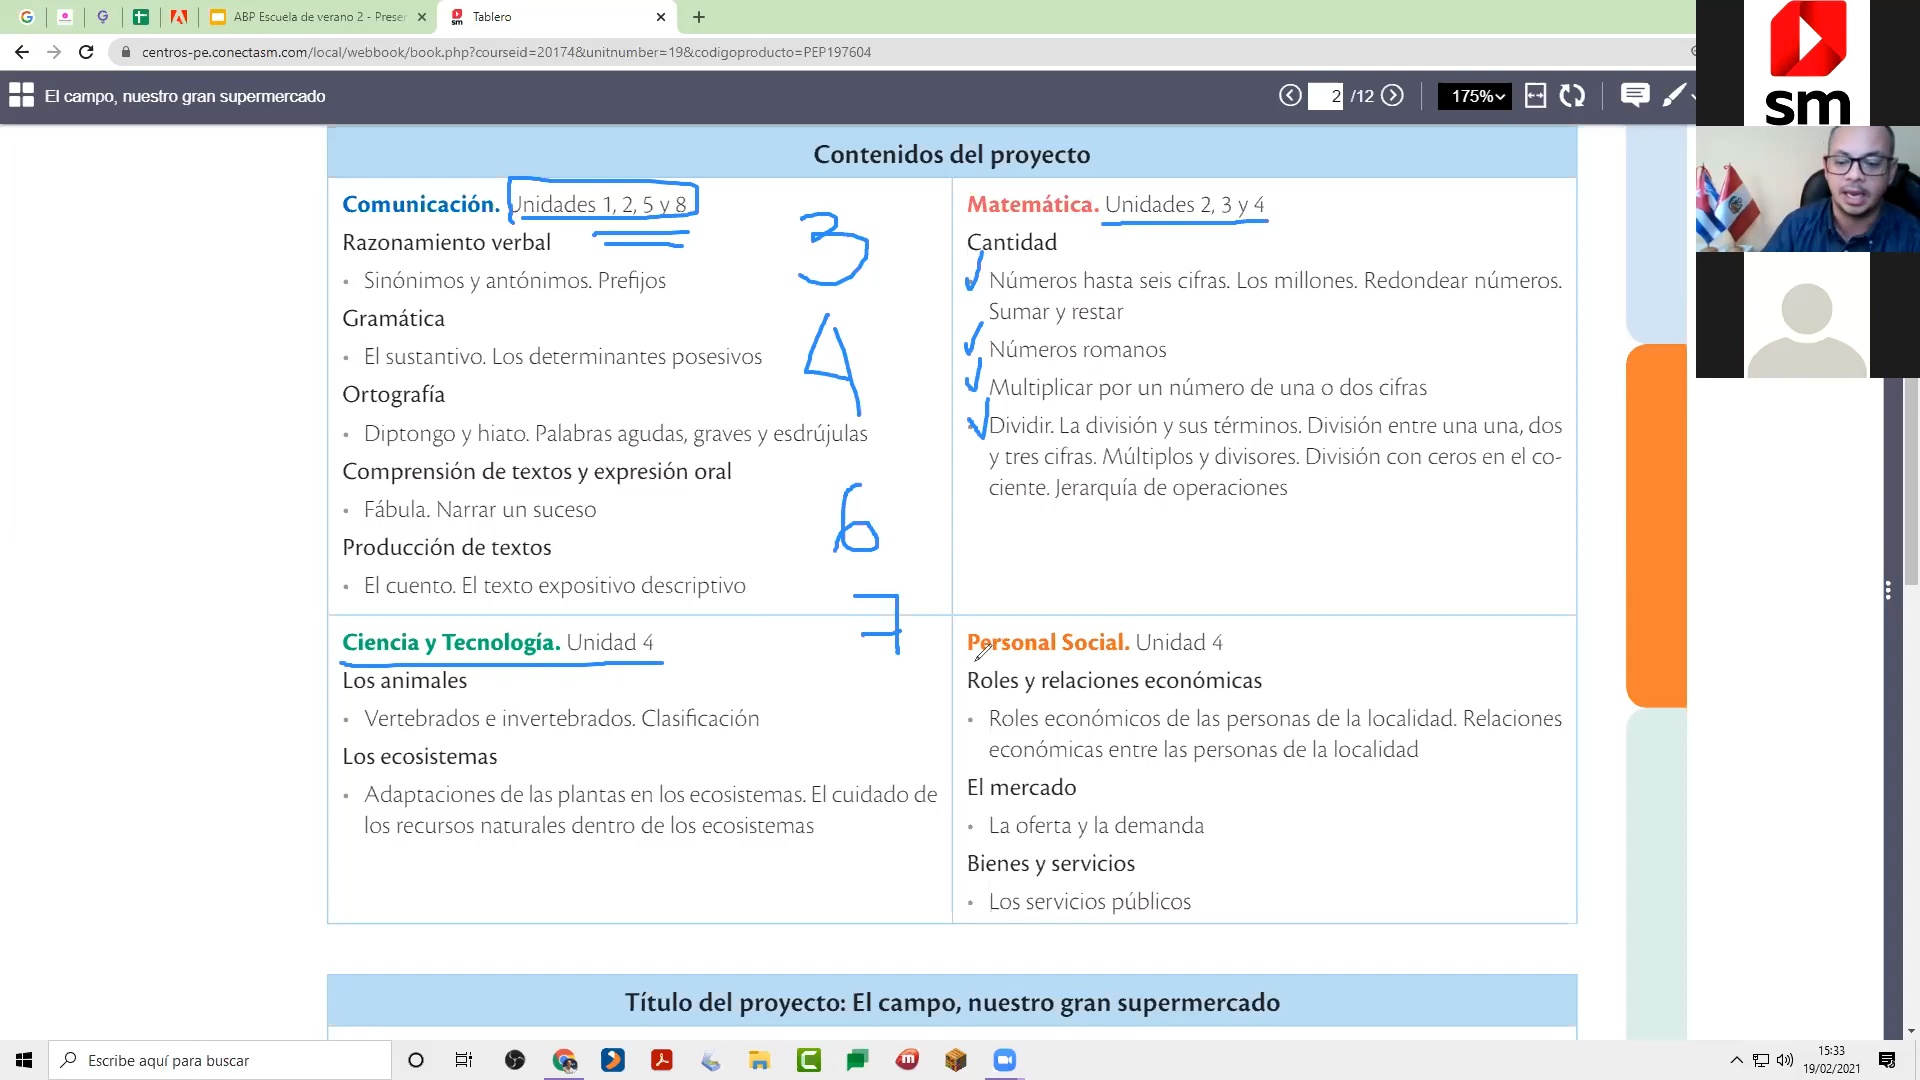 ABP Escuela de verano 2 - Preser
Tablero
centros-pe.conectasm.com/local/webbook/book.php?courseid=20174&unitnumber=19&codigoproducto=PEP197604
El campo, nuestro gran supermercado
2 /12
175%
sm
Contenidos del proyecto
Comunicación. Unidades 1, 2, 5 y 8
Razonamiento verbal
• Sinónimos y antónimos. Prefijos
Gramática
• El sustantivo. Los determinantes posesivos
Ortografía
• Diptongo y hiato. Palabras agudas, graves y esdrújulas
Comprensión de textos y expresión oral
• Fábula. Narrar un suceso
Producción de textos
• El cuento. El texto expositivo descriptivo
3
4
6
7
Matemática. Unidades 2, 3 y 4
Cantidad
Números hasta seis cifras. Los millones. Redondear números.
Sumar y restar
Números romanos
Multiplicar por un número de una o dos cifras
Dividir. La división y sus términos. División entre una una, dos
y tres cifras. Múltiplos y divisores. División con ceros en el co-
ciente. Jerarquía de operaciones
Ciencia y Tecnología. Unidad 4
Los animales
• Vertebrados e invertebrados. Clasificación
Los ecosistemas
• Adaptaciones de las plantas en los ecosistemas. El cuidado de
los recursos naturales dentro de los ecosistemas
Personal Social. Unidad 4
Roles y relaciones económicas
• Roles económicos de las personas de la localidad. Relaciones
económicas entre las personas de la localidad
El mercado
• La oferta y la demanda
Bienes y servicios
• Los servicios públicos
Título del proyecto: El campo, nuestro gran supermercado
Escribe aquí para buscar
15:33
19/02/2021